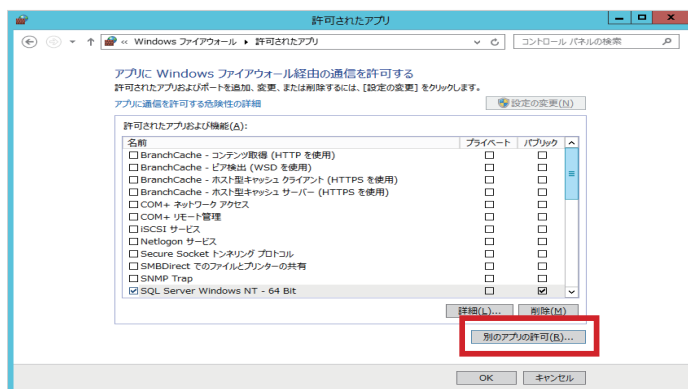 許可されたアプリ
« Windows ファイアウォール ▸ 許可されたアプリ
コントロール パネルの検索
アプリに Windows ファイアウォール経由の通信を許可する
許可されたアプリおよびポートを追加、変更、または削除するには、[設定の変更] をクリックします。
アプリに通信を許可する危険性の詳細
設定の変更(N)
許可されたアプリおよび機能(A):
名前 プライベート パブリック
BranchCache - コンテンツ取得 (HTTP を使用)
BranchCache - ピア検出 (WSD を使用)
BranchCache - ホスト型キャッシュ クライアント (HTTPS を使用)
BranchCache - ホスト型キャッシュ サーバー (HTTPS を使用)
COM+ ネットワーク アクセス
COM+ リモート管理
iSCSI サービス
Netlogon サービス
Secure Socket トンネリング プロトコル
SMBDirect でのファイルとプリンターの共有
SNMP Trap
SQL Server Windows NT - 64 Bit
詳細(L)... 削除(M)
別のアプリの許可(R)...
OK キャンセル